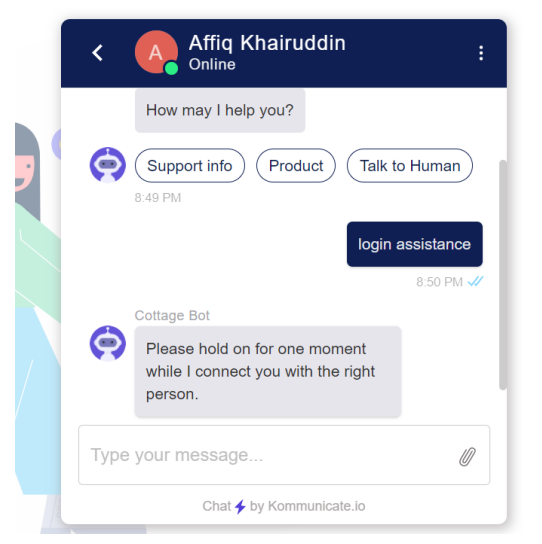 A
Affiq Khairuddin
Online
How may I help you?
Support info
Product
Talk to Human
8:49 PM
login assistance
8:50 PM
Cottage Bot
Please hold on for one moment
while I connect you with the right
person.
Type your message...
Chat by Kommunicate.io